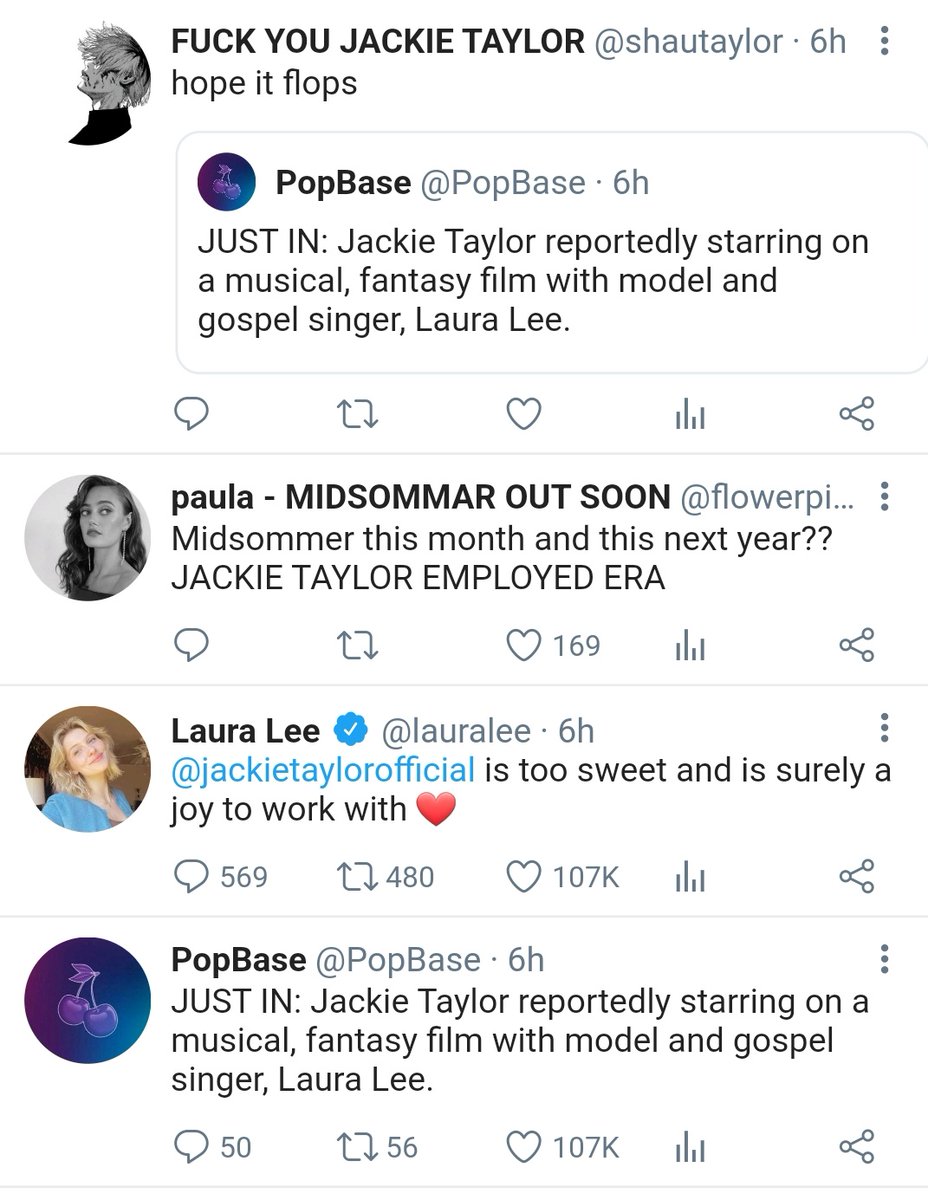 FUCK YOU JACKIE TAYLOR @shautaylor · 6h
hope it flops
PopBase @PopBase · 6h
JUST IN: Jackie Taylor reportedly starring on
a musical, fantasy film with model and
gospel singer, Laura Lee.
paula - MIDSOMMAR OUT SOON @flowerpi...
Midsommer this month and this next year??
JACKIE TAYLOR EMPLOYED ERA
169
Laura Lee @lauralee · 6h
@jackietaylorofficial is too sweet and is surely a
joy to work with ❤️
569 480 107K
PopBase @PopBase · 6h
JUST IN: Jackie Taylor reportedly starring on a
musical, fantasy film with model and gospel
singer, Laura Lee.
50 56 107K